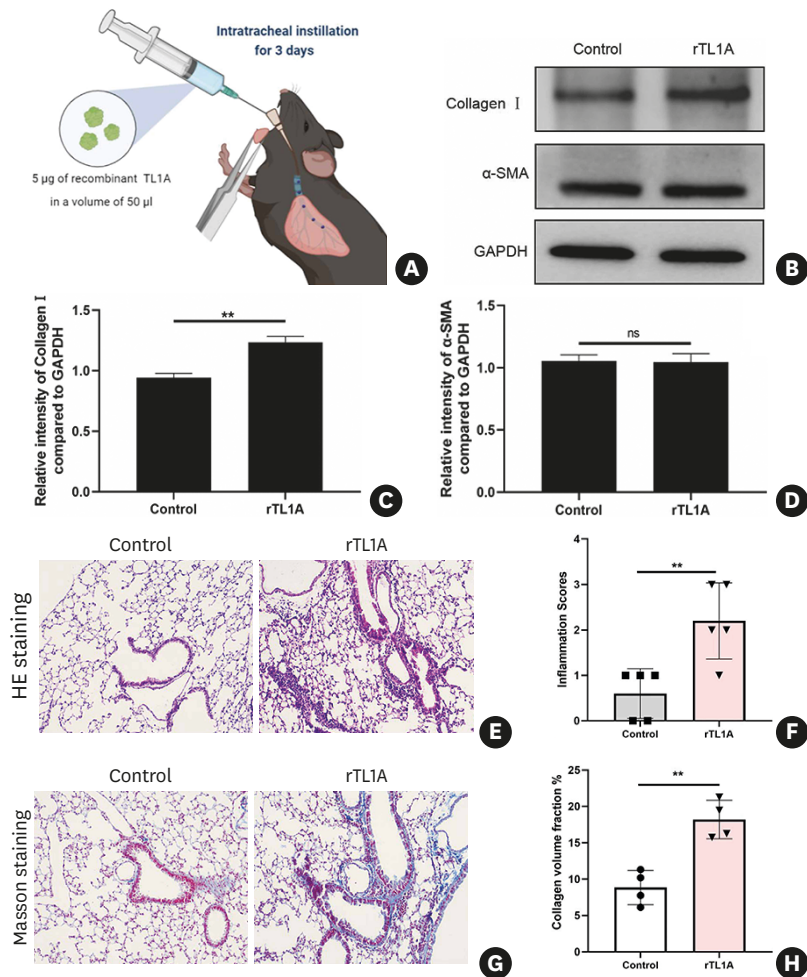 Intratracheal instillation
for 3 days
5 µg of recombinant TL1A
in a volume of 50 µl
A
Control rTL1A
Collagen Ⅰ
α-SMA
GAPDH
B
Relative intensity of Collagen I
compared to GAPDH
1.5
1.0
0.5
0.0
**
Control rTL1A
C
Relative intensity of α-SMA
compared to GAPDH
1.5
1.0
0.5
0.0
ns
Control rTL1A
D
HE staining
Control rTL1A
E
Inflammation Scores
4
3
2
1
0
**
Control rTL1A
F
Masson staining
Control rTL1A
G
Collagen volume fraction %
25
20
15
10
5
0
**
Control rTL1A
H